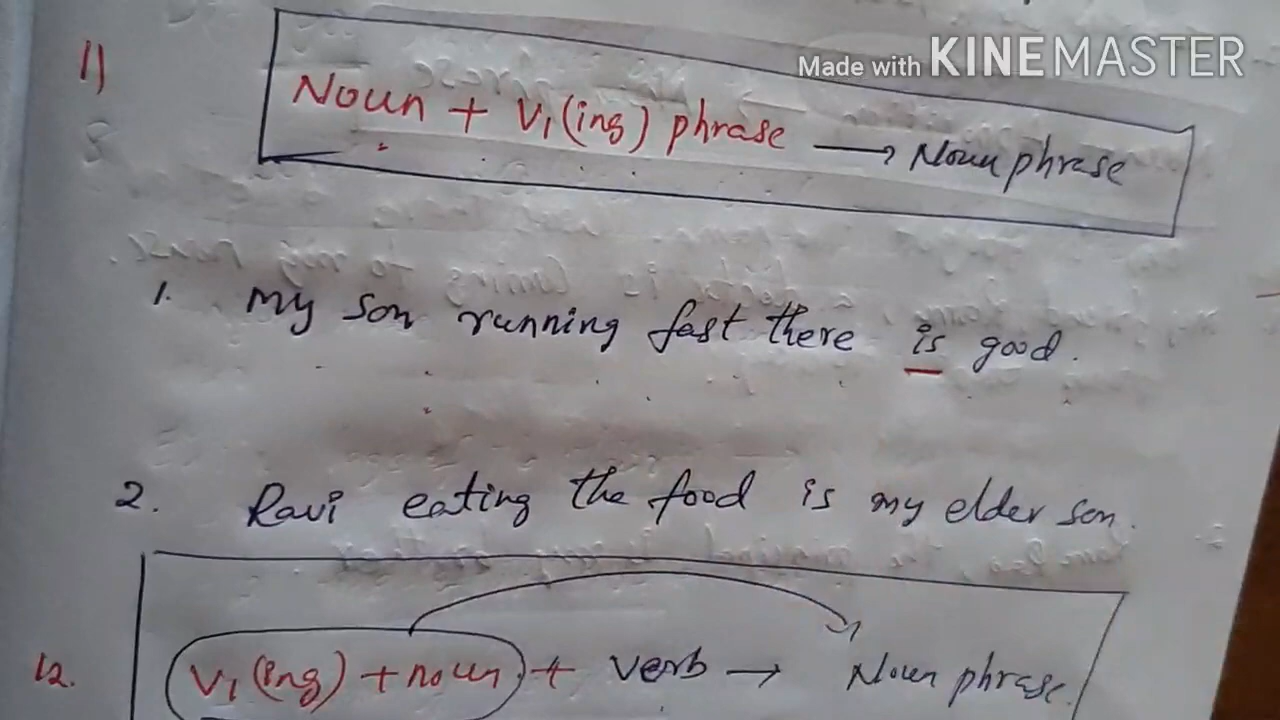 Made with KINEMASTER
11)
Noun + V1(ing) phrase → Noun phrase
1. my son running fast there is good.
2. Ravi eating the food is my elder son.
12. V1(ing) + noun + verb → Noun phrase.